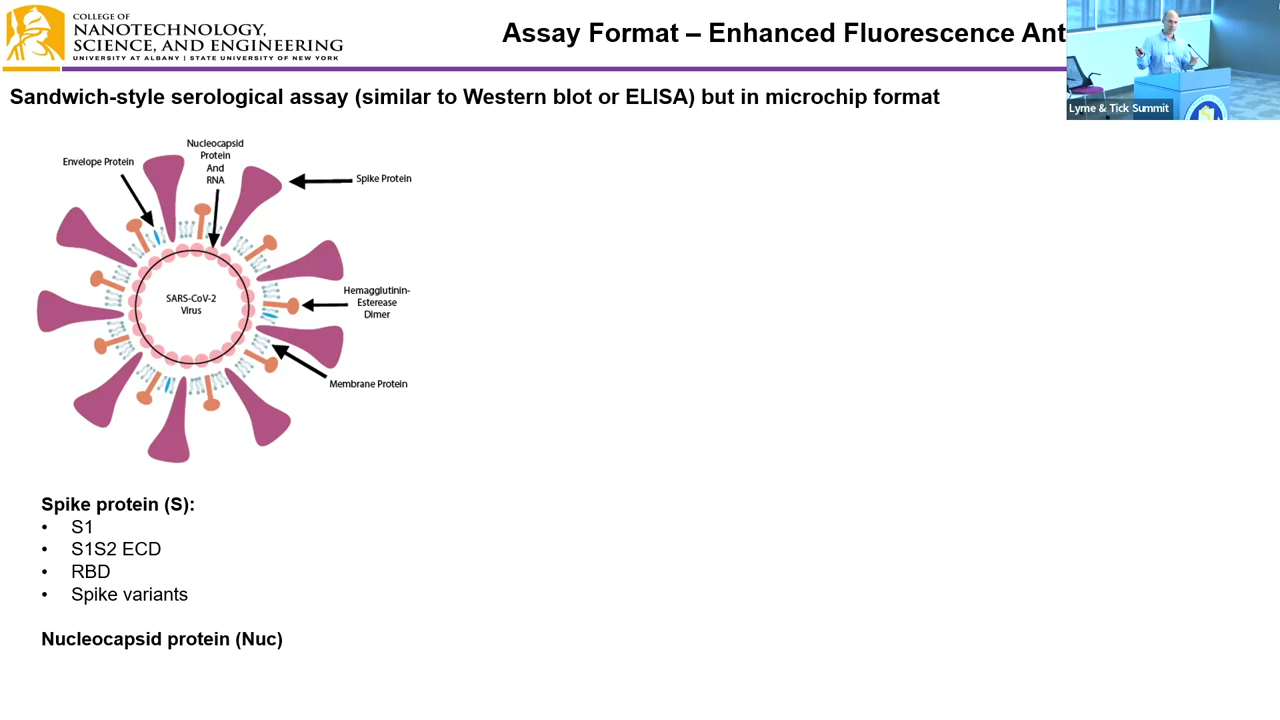 COLLEGE OF
NANOTECHNOLOGY,
SCIENCE, AND ENGINEERING
UNIVERSITY AT ALBANY | STATE UNIVERSITY OF NEW YORK
Assay Format – Enhanced Fluorescence Ant
Lyme & Tick Summit
Sandwich-style serological assay (similar to Western blot or ELISA) but in microchip format
Nucleocapsid
Protein
And
RNA
Envelope Protein
Spike Protein
SARS-CoV-2
Virus
Hemagglutinin-
Esterease
Dimer
Membrane Protein
Spike protein (S):
• S1
• S1S2 ECD
• RBD
• Spike variants
Nucleocapsid protein (Nuc)